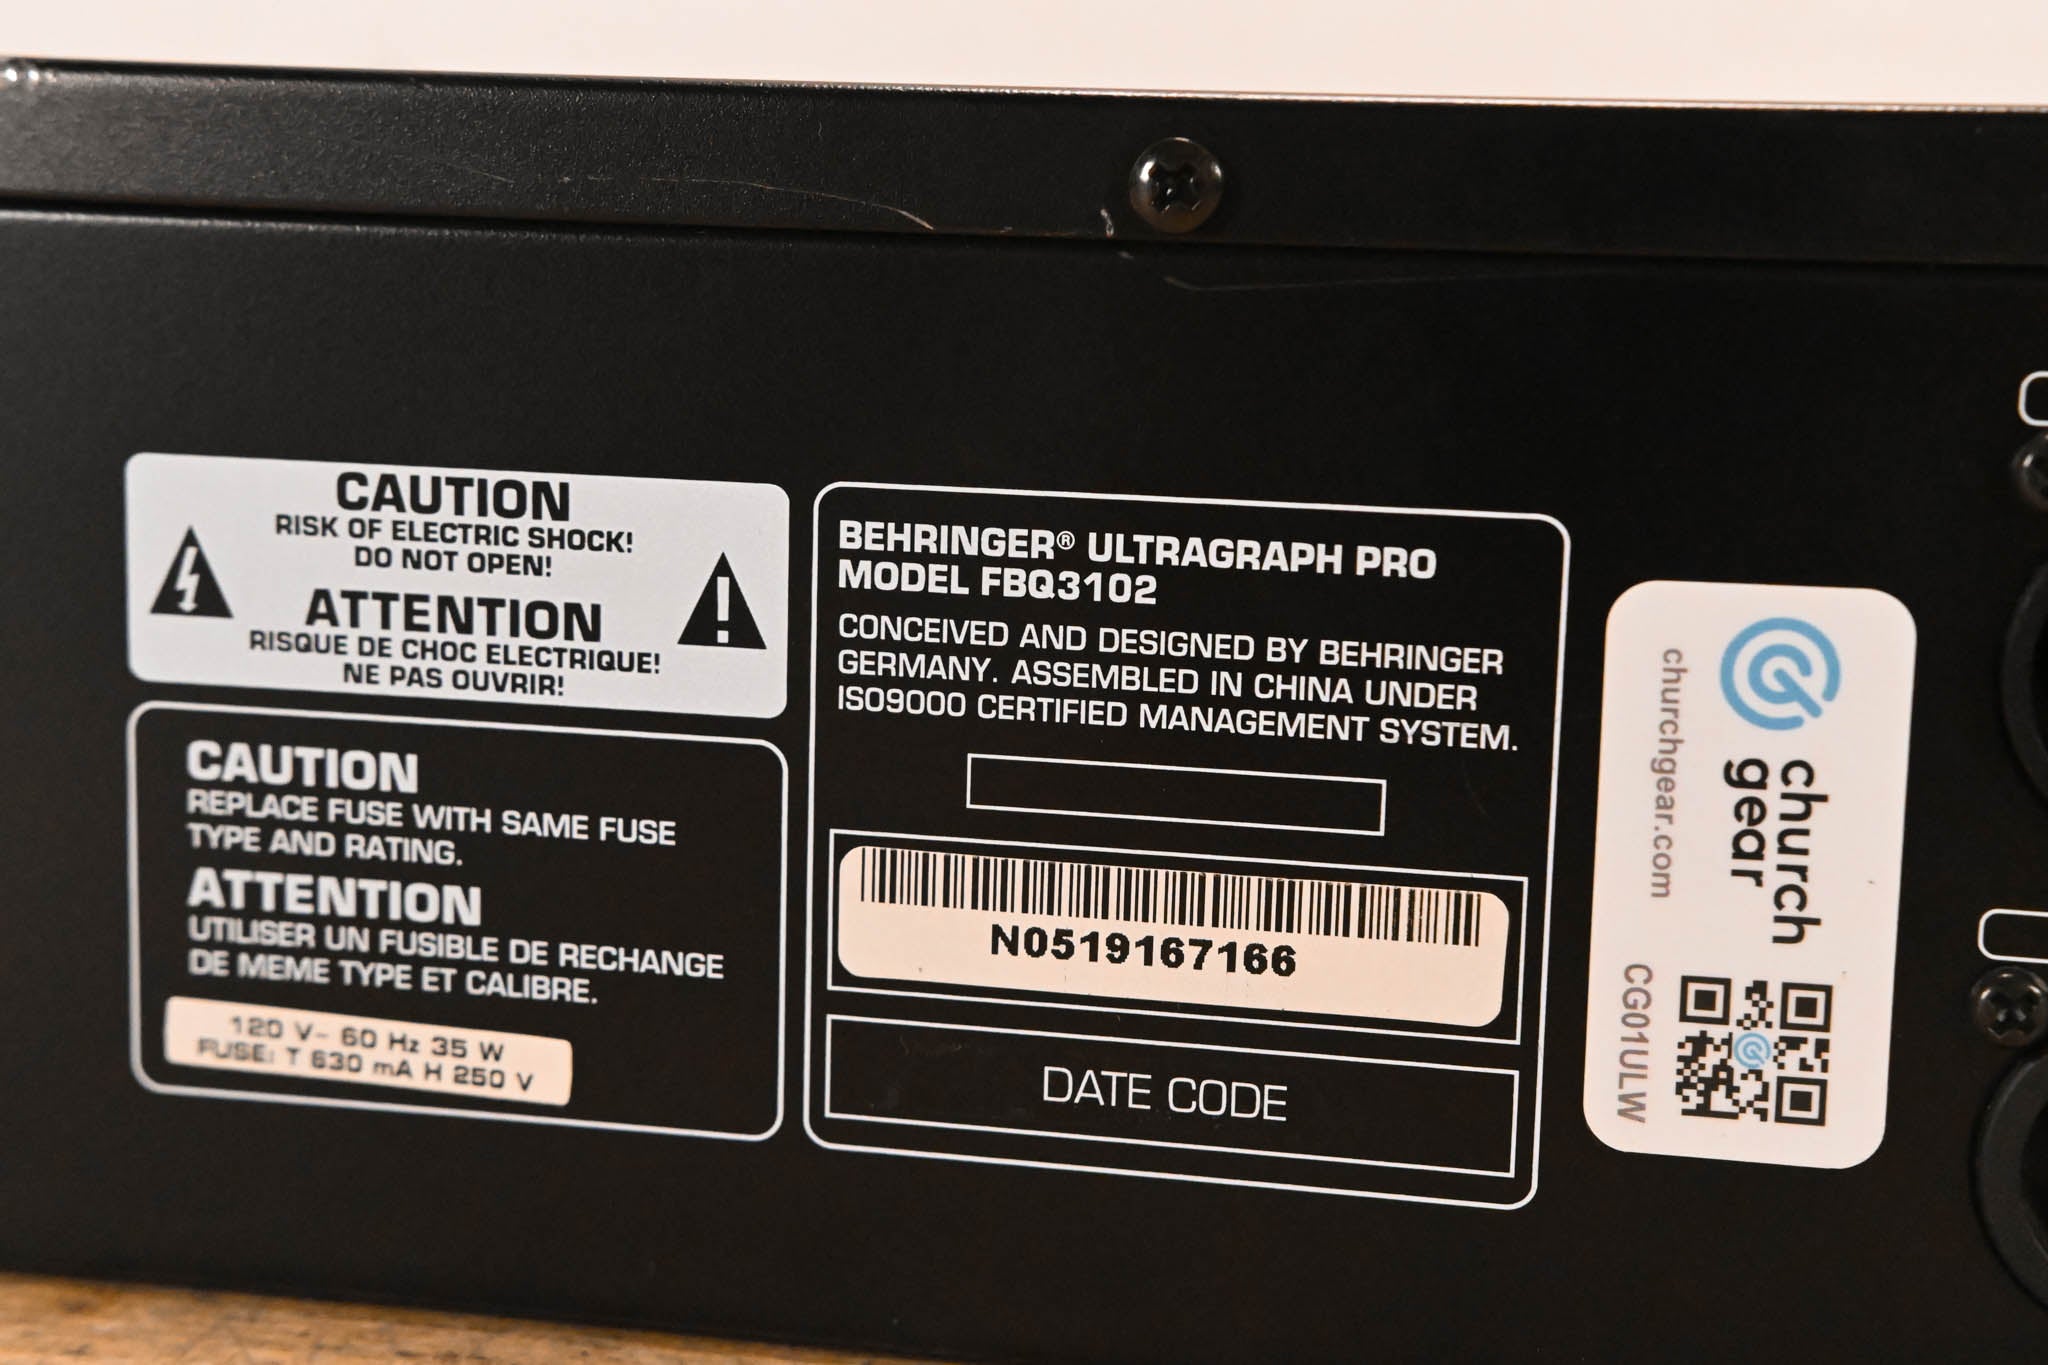 CAUTION
RISK OF ELECTRIC SHOCK!
DO NOT OPEN!
ATTENTION
RISQUE DE CHOC ELECTRIQUE!
NE PAS OUVRIR!
CAUTION
REPLACE FUSE WITH SAME FUSE
TYPE AND RATING.
ATTENTION
UTILISER UN FUSIBLE DE RECHANGE
DE MEME TYPE ET CALIBRE.
120 V~ 60 Hz 35 W
FUSE: T 630 mA H 250 V
BEHRINGER® ULTRAGRAPH PRO
MODEL FBQ3102
CONCEIVED AND DESIGNED BY BEHRINGER
GERMANY. ASSEMBLED IN CHINA UNDER
ISO9000 CERTIFIED MANAGEMENT SYSTEM.
N0519167166
DATE CODE
church
gear
churchgear.com
CG01ULW